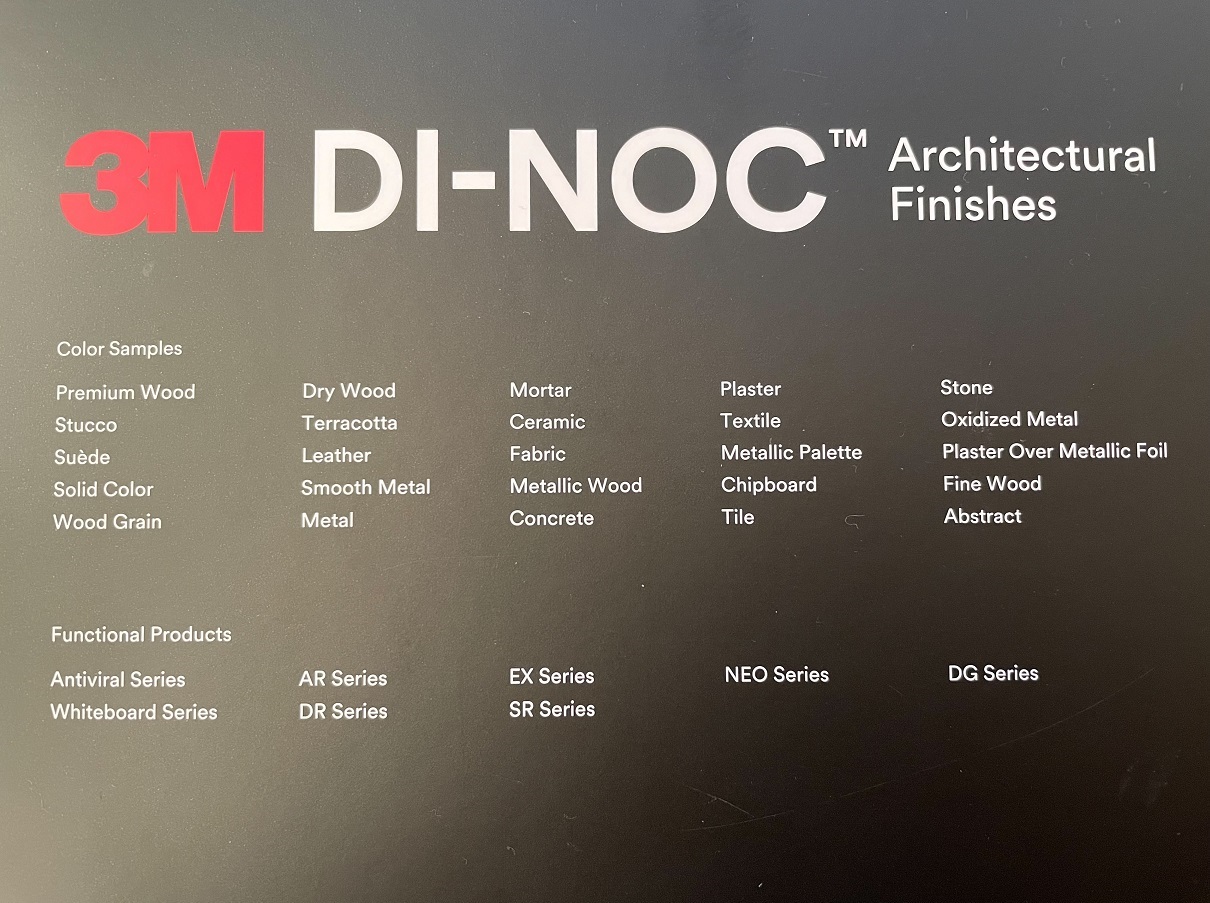 3M DI-NOC™ Architectural
Finishes
Color Samples
Premium Wood Dry Wood Mortar Plaster Stone
Stucco Terracotta Ceramic Textile Oxidized Metal
Suède Leather Fabric Metallic Palette Plaster Over Metallic Foil
Solid Color Smooth Metal Metallic Wood Chipboard Fine Wood
Wood Grain Metal Concrete Tile Abstract
Functional Products
Antiviral Series AR Series EX Series NEO Series DG Series
Whiteboard Series DR Series SR Series